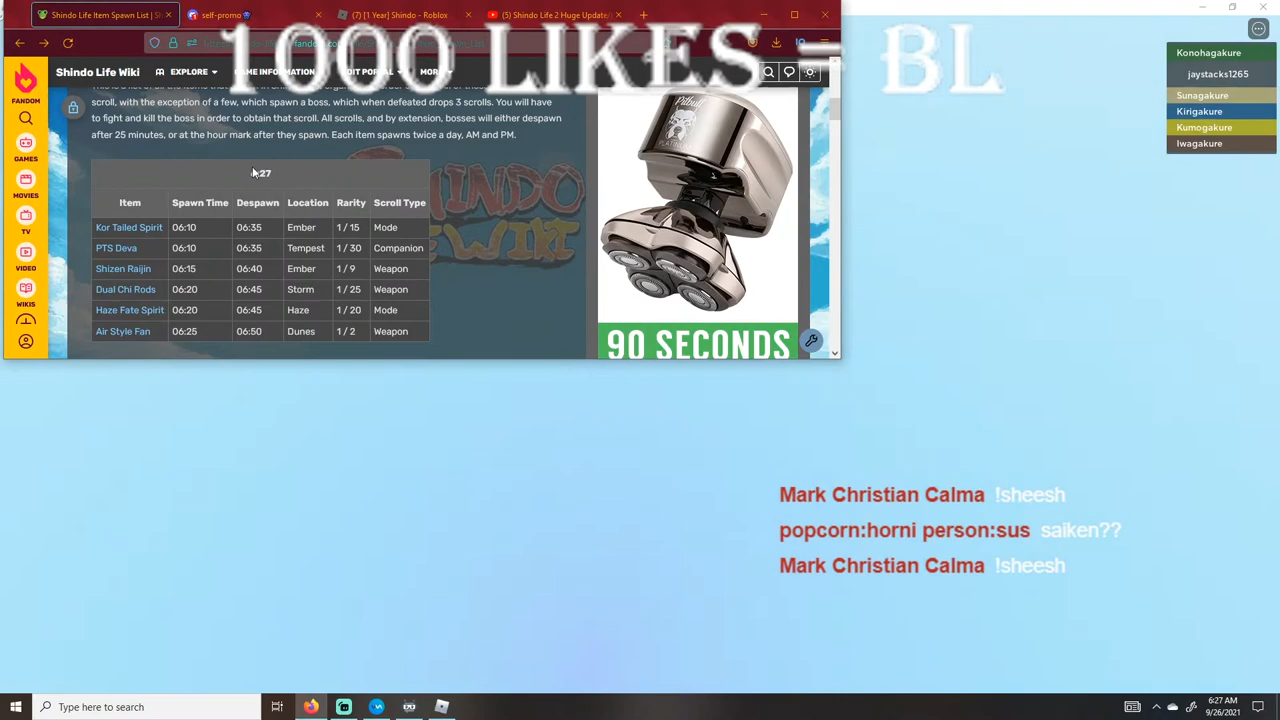 Shindo Life Item Spawn List | Sh
self-promo
(7) [1 Year] Shindo - Roblox
(5) Shindo Life 2 Huge Update
1000 LIKES = BL
Shindo Life Wiki
EXPLORE
GAME INFORMATION
EDIT PORTAL
MORE
FANDOM
GAMES
MOVIES
TV
VIDEO
WIKIS
scroll, with the exception of a few, which spawn a boss, which when defeated drops 3 scrolls. You will have
to fight and kill the boss in order to obtain that scroll. All scrolls, and by extension, bosses will either despawn
after 25 minutes, or at the hour mark after they spawn. Each item spawns twice a day, AM and PM.
:27
Item Spawn Time Despawn Location Rarity Scroll Type
Kor Tailed Spirit 06:10 06:35 Ember 1 / 15 Mode
PTS Deva 06:10 06:35 Tempest 1 / 30 Companion
Shizen Raijin 06:15 06:40 Ember 1 / 9 Weapon
Dual Chi Rods 06:20 06:45 Storm 1 / 25 Weapon
Haze Fate Spirit 06:20 06:45 Haze 1 / 20 Mode
Air Style Fan 06:25 06:50 Dunes 1 / 2 Weapon
Pitbull
PLATINUM
90 SECONDS
Konohagakure
jaystacks1265
Sunagakure
Kirigakure
Kumogakure
Iwagakure
Mark Christian Calma !sheesh
popcorn:horni person:sus saiken??
Mark Christian Calma !sheesh
Type here to search
6:27 AM
9/26/2021